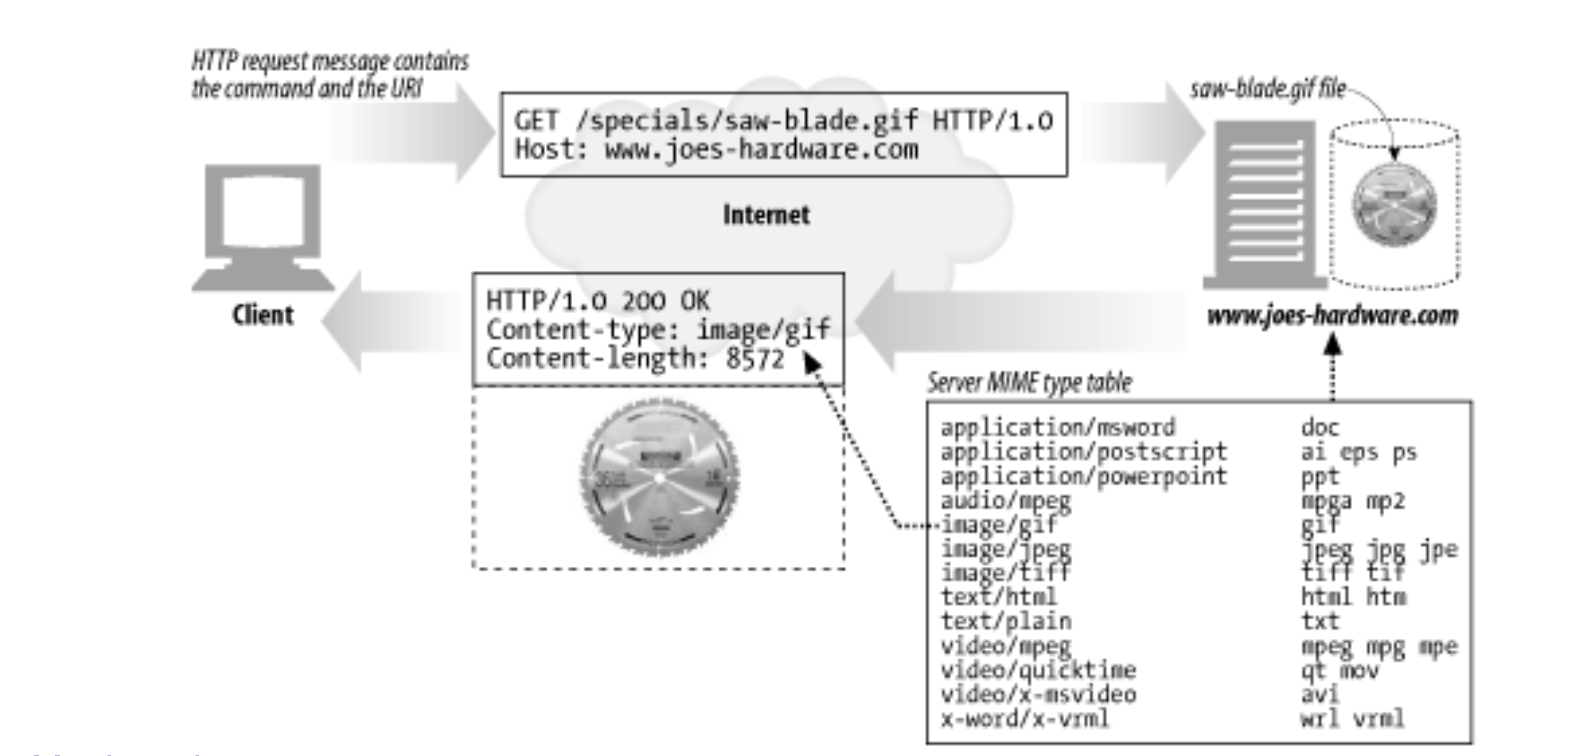 HTTP request message contains
the command and the URI
GET /specials/saw-blade.gif HTTP/1.0
Host: www.joes-hardware.com
saw-blade.gif file
Internet
Client
HTTP/1.0 200 OK
Content-type: image/gif
Content-length: 8572
www.joes-hardware.com
Server MIME type table
application/msword doc
application/postscript ai eps ps
application/powerpoint ppt
audio/mpeg mpga mp2
image/gif gif
image/jpeg jpeg jpg jpe
image/tiff tiff tif
text/html html htm
text/plain txt
video/mpeg mpeg mpg mpe
video/quicktime qt mov
video/x-msvideo avi
x-word/x-vrml wrl vrml